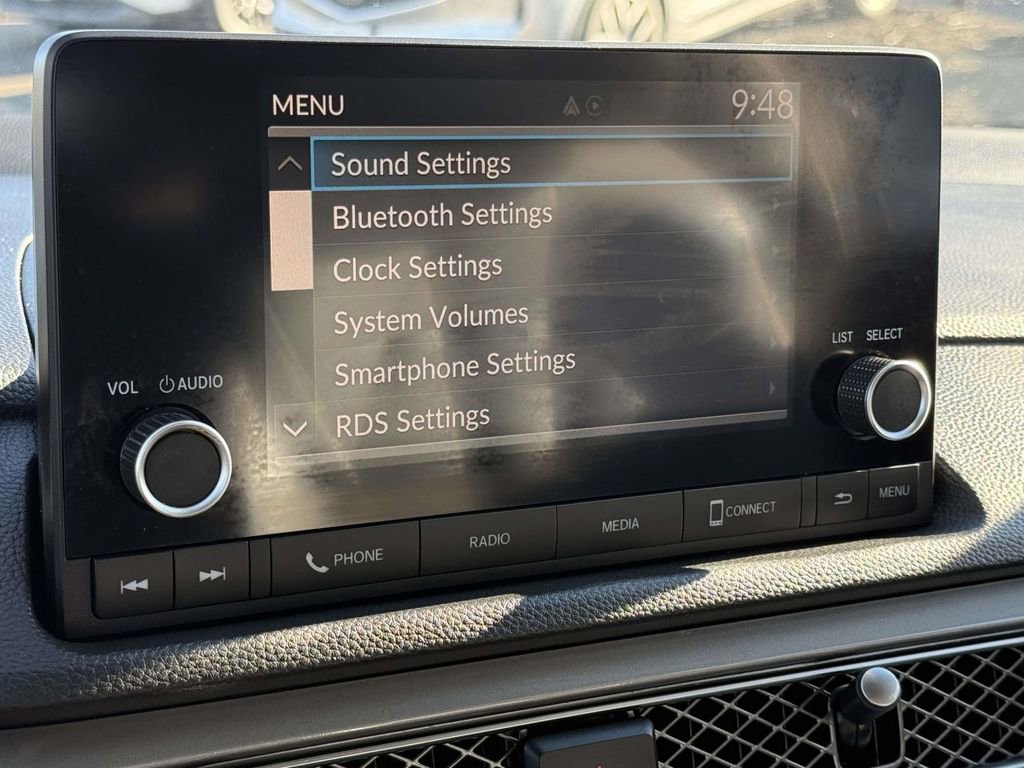 MENU 9:48
Sound Settings
Bluetooth Settings
Clock Settings
System Volumes
Smartphone Settings
RDS Settings
VOL AUDIO
LIST SELECT
PHONE RADIO MEDIA CONNECT MENU